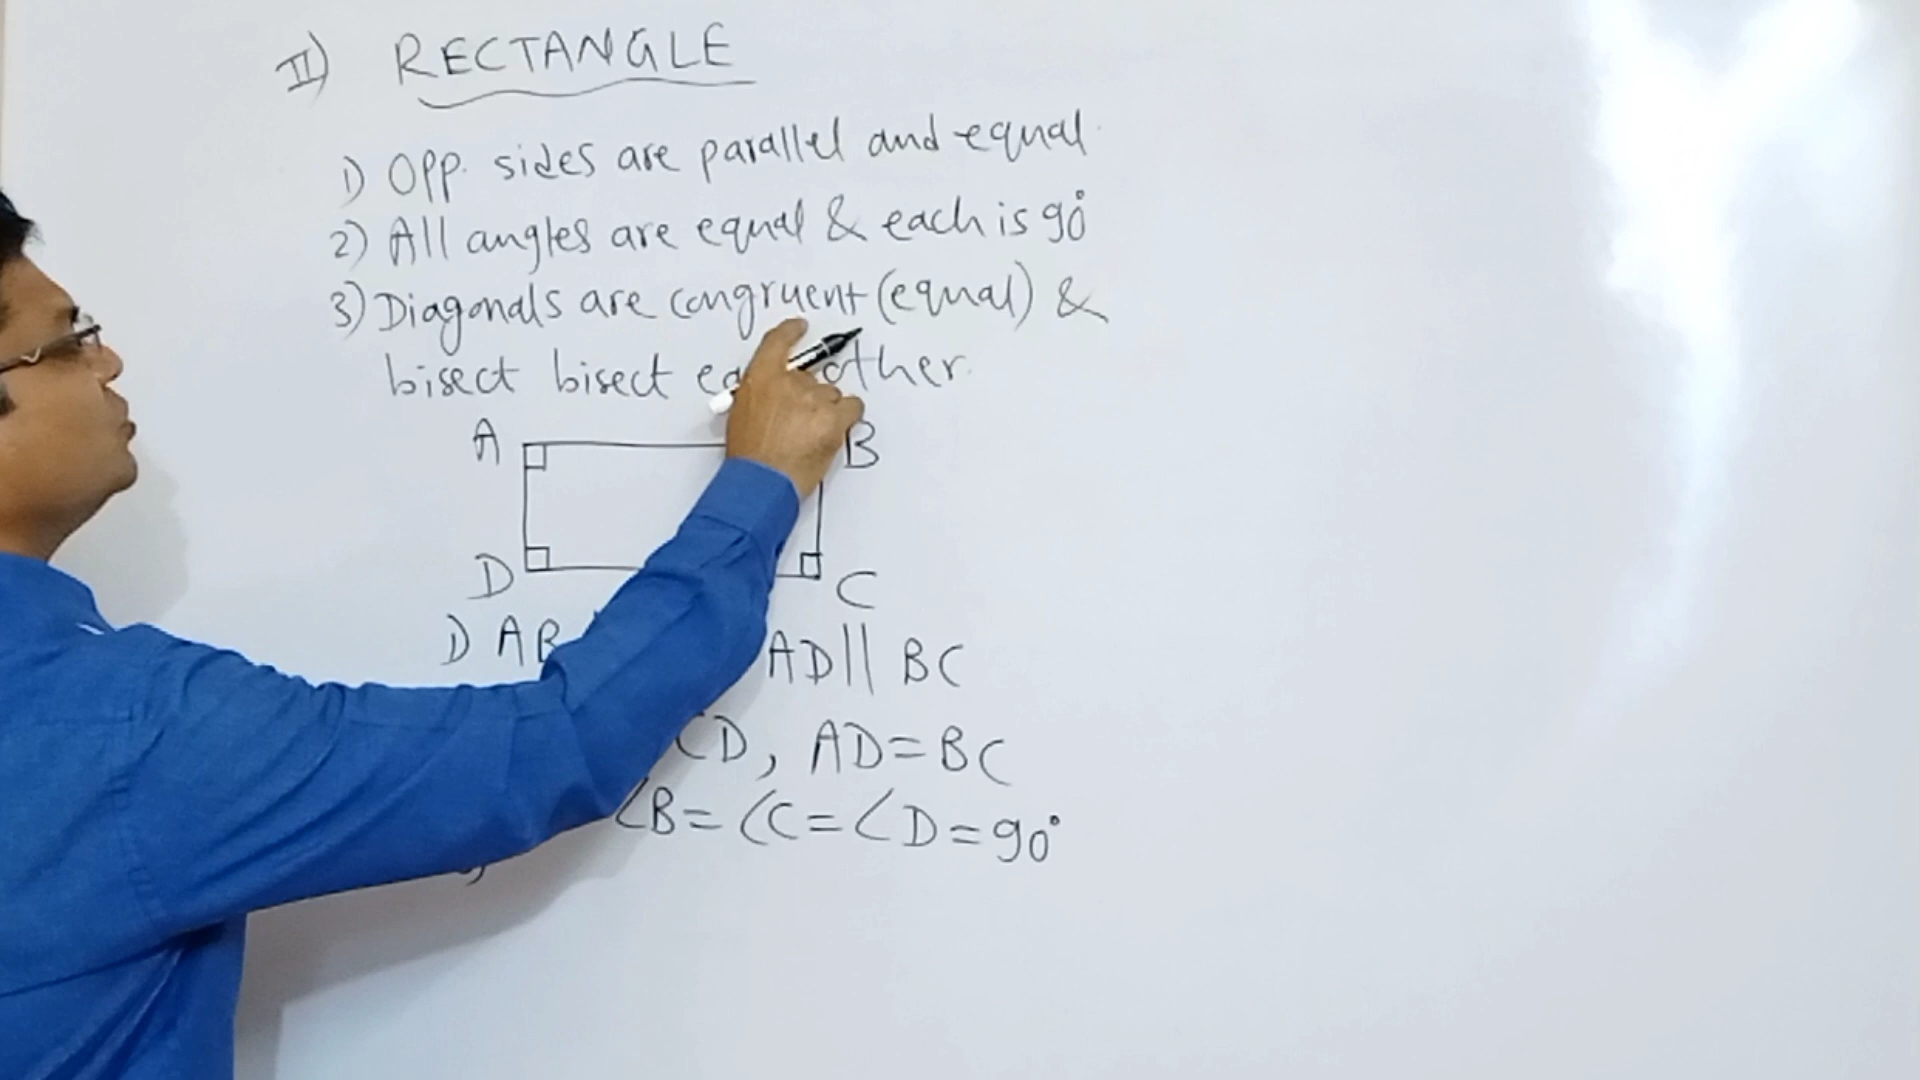 II) RECTANGLE
1) Opp. sides are parallel and equal.
2) All angles are equal & each is 90°
3) Diagonals are congruent (equal) &
bisect bisect other.
A B
D C
1) AB AD || BC
CD, AD = BC
∠B = ∠C = ∠D = 90°